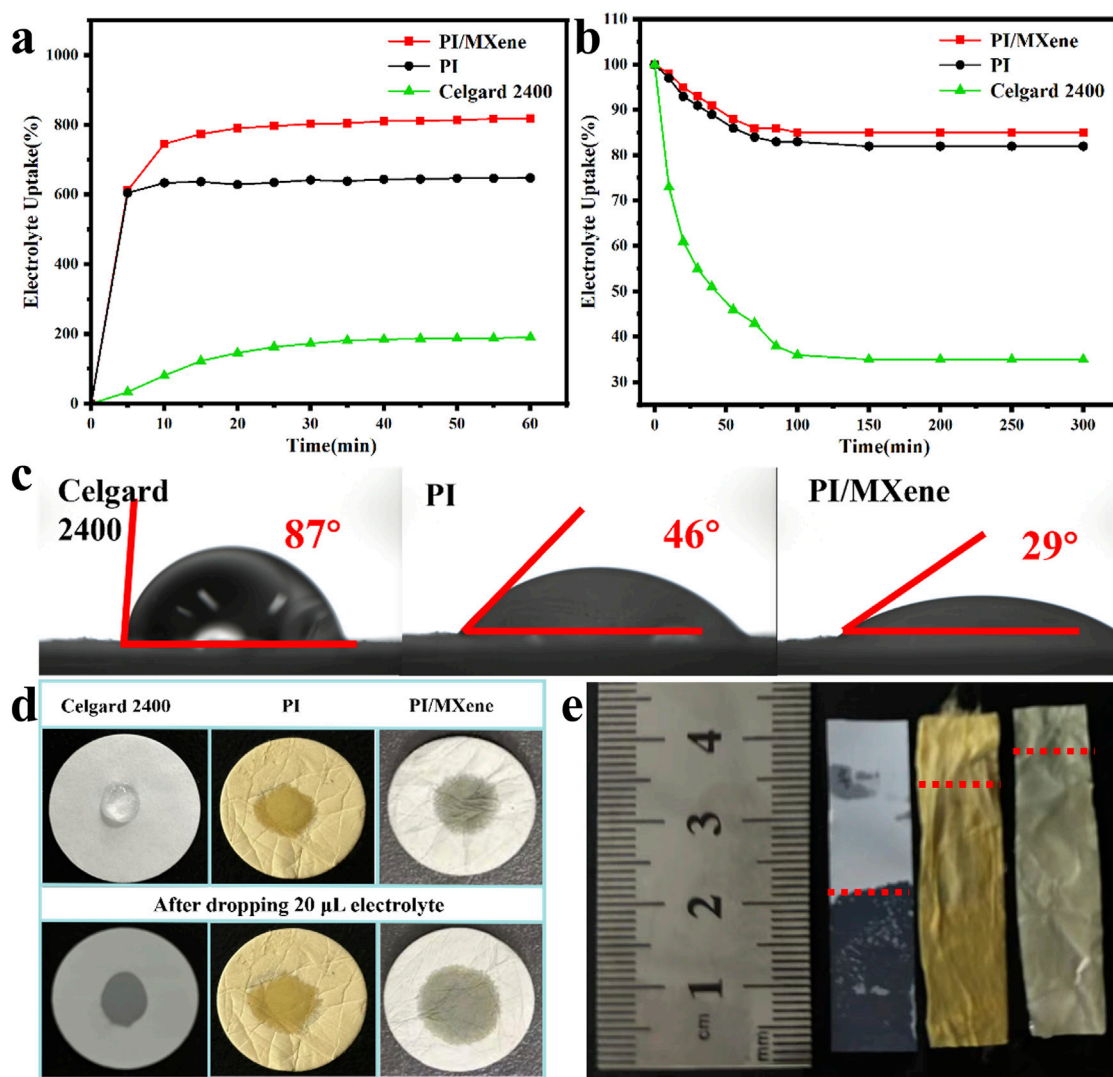 a
PI/MXene
PI
Celgard 2400
Electrolyte Uptake(%)
1000
800
600
400
200
0
0 10 20 30 40 50 60
Time(min)
b
PI/MXene
PI
Celgard 2400
Electrolyte Uptake(%)
110
100
90
80
70
60
50
40
30
0 50 100 150 200 250 300
Time(min)
c
Celgard
2400
87°
PI
46°
PI/MXene
29°
d
Celgard 2400 PI PI/MXene
After dropping 20 μL electrolyte
e
4
3
2
1
cm
mm